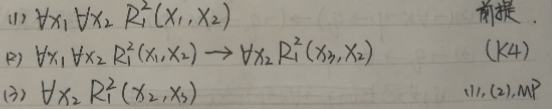 (1) ∀x₁∀x₂ R₁²(x₁,x₂) 前提.
(2) ∀x₁∀x₂ R₁²(x₁,x₂) → ∀x₂ R₁²(x₃,x₂) (K4)
(3) ∀x₂ R₁²(x₂,x₃) (1),(2),MP